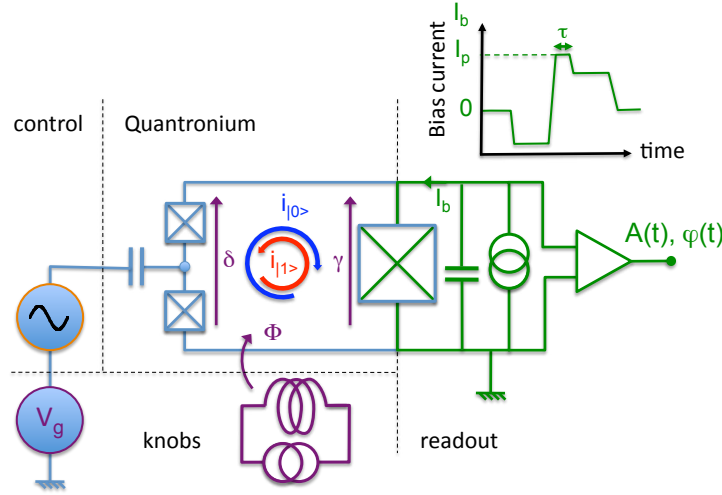 I_b
I_p
τ
0
Bias current
time
control
Quantronium
i_|0>
I_b
A(t), φ(t)
δ
i_|1>
γ
Φ
V_g
knobs
readout